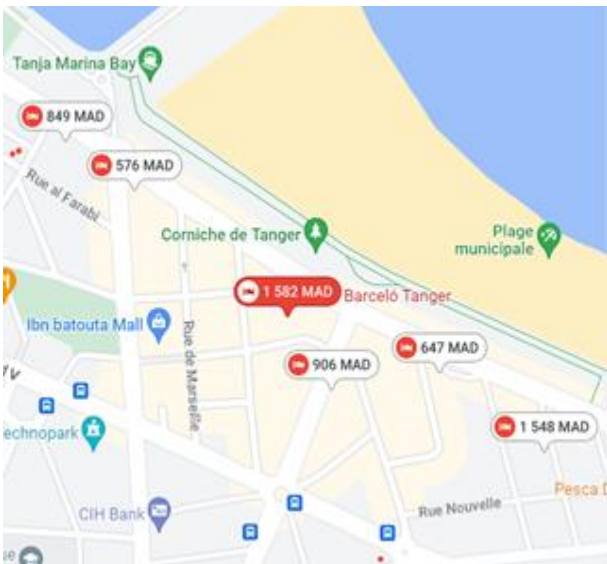 Tanja Marina Bay
849 MAD
576 MAD
Rue al Farabi
Corniche de Tanger
Plage
municipale
1 582 MAD
Barceló Tanger
Ibn batouta Mall
Rue de Marseille
906 MAD
647 MAD
1 548 MAD
echnopark
Pesca
CIH Bank
Rue Nouvelle
se